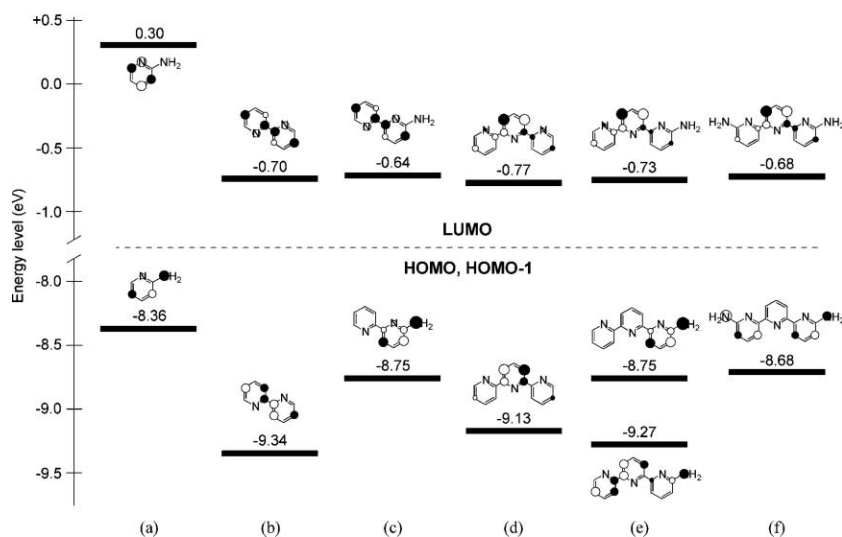 +0.5
0.0
-0.5
-1.0
-8.0
-8.5
-9.0
-9.5
Energy level (eV)
0.30
N NH₂
N N
-0.70
N N NH₂
-0.64
N N N
-0.77
N N N NH₂
-0.73
H₂N N N N NH₂
-0.68
LUMO
HOMO, HOMO-1
N H₂
-8.36
N N
-9.34
N N H₂
-8.75
N N N
-9.13
N N N H₂
-8.75
-9.27
N N N H₂
H₂N N N N H₂
-8.68
(a) (b) (c) (d) (e) (f)